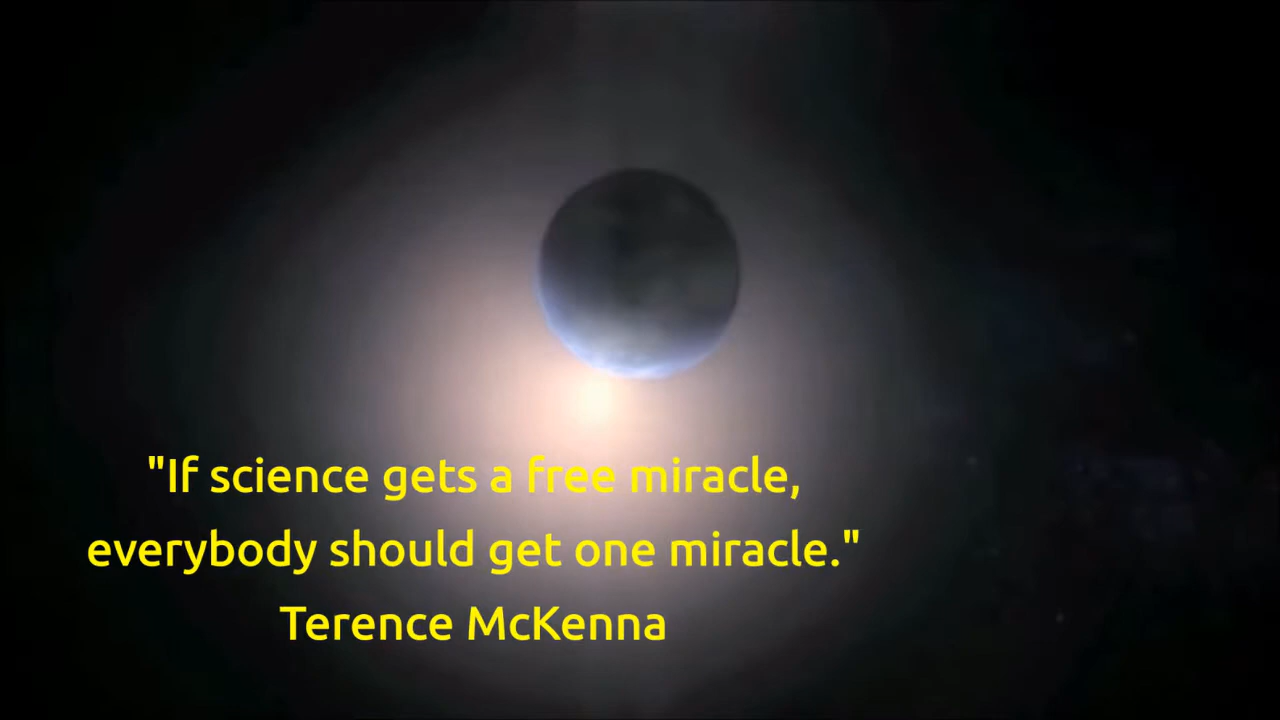 "If science gets a free miracle,
everybody should get one miracle."
Terence McKenna